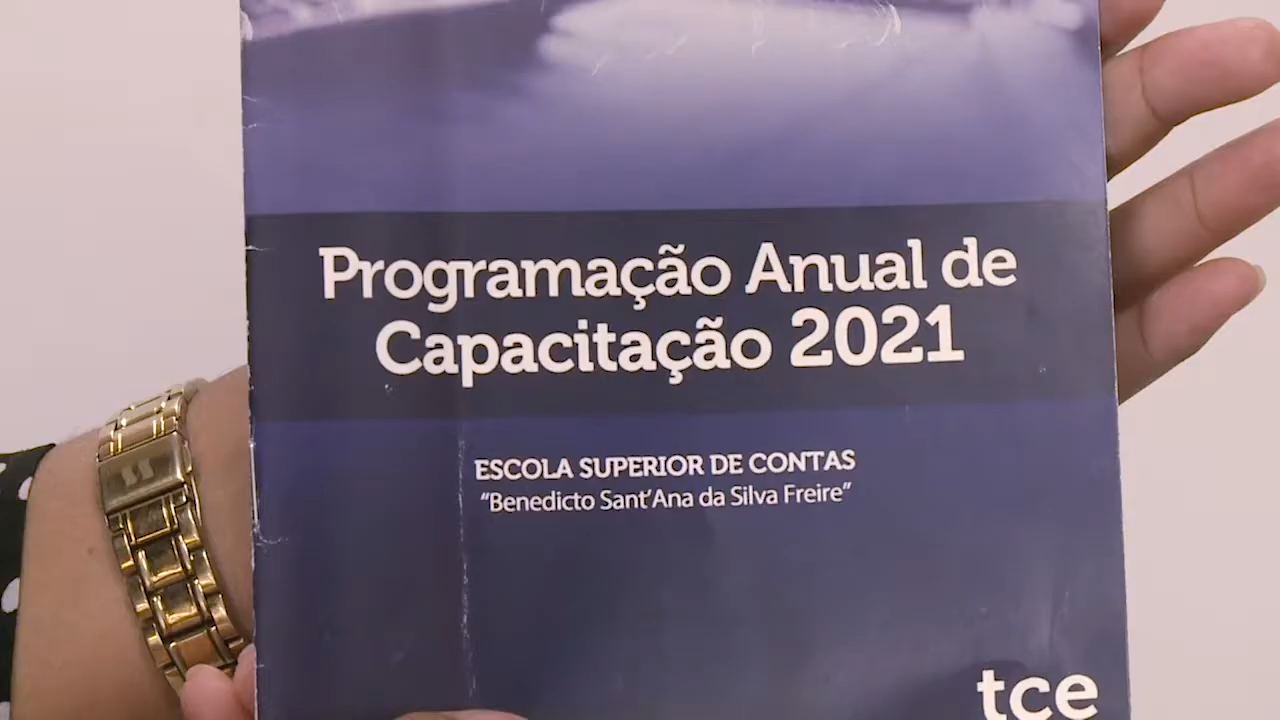 Programação Anual de
Capacitação 2021
ESCOLA SUPERIOR DE CONTAS
“Benedicto Sant’Ana da Silva Freire”
tce